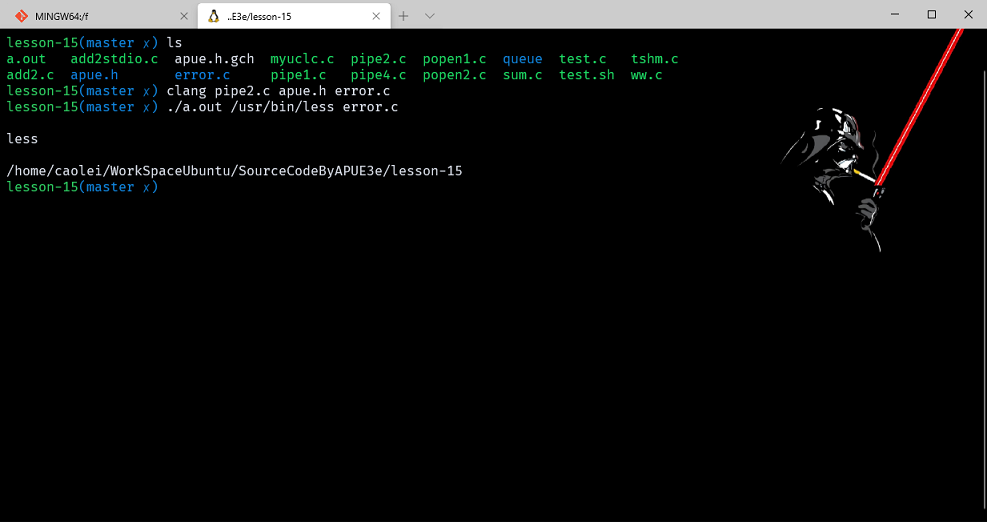 MINGW64:/f
..E3e/lesson-15
lesson-15(master x) ls
a.out add2stdio.c apue.h.gch myuclc.c pipe2.c popen1.c queue test.c tshm.c
add2.c apue.h error.c pipe1.c pipe4.c popen2.c sum.c test.sh ww.c
lesson-15(master x) clang pipe2.c apue.h error.c
lesson-15(master x) ./a.out /usr/bin/less error.c
less
/home/caolei/WorkSpaceUbuntu/SourceCodeByAPUE3e/lesson-15
lesson-15(master x)